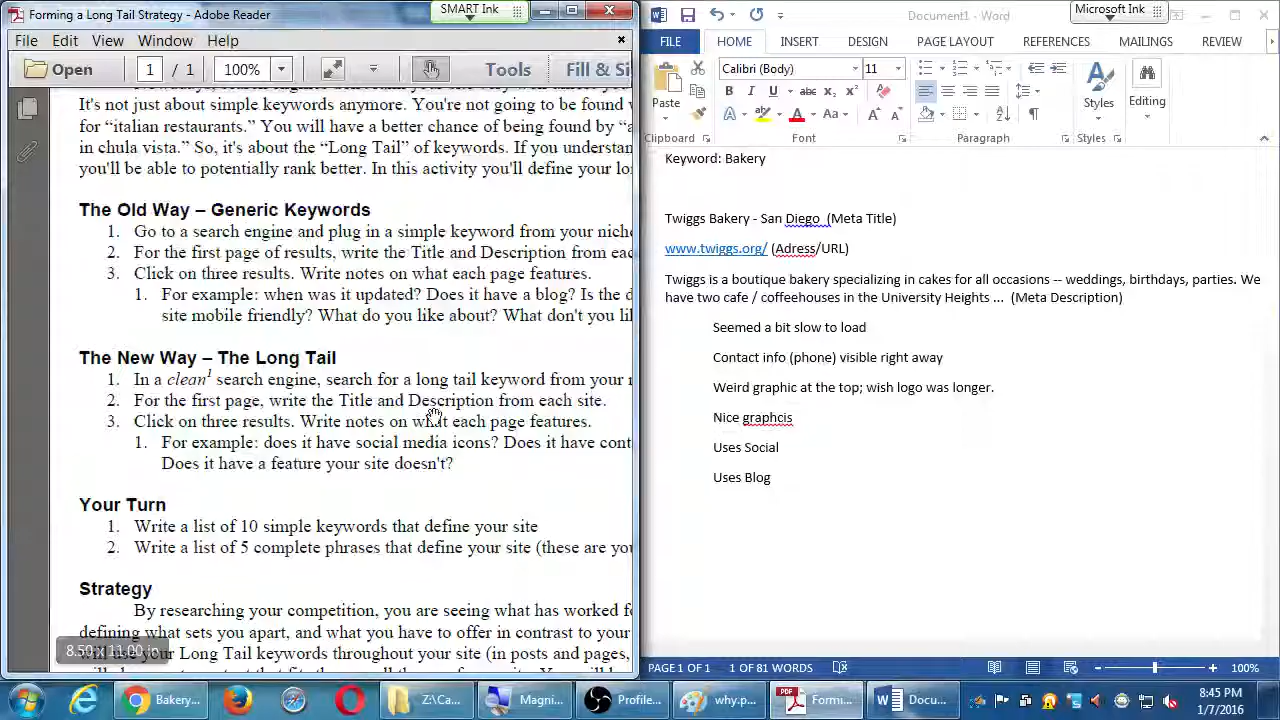 Forming a Long Tail Strategy - Adobe Reader
SMART Ink
File Edit View Window Help
Open 1 / 1 100% Tools Fill & Si
It's not just about simple keywords anymore. You're not going to be found
for “italian restaurants.” You will have a better chance of being found by
in chula vista.” So, it's about the “Long Tail” of keywords. If you understan
you'll be able to potentially rank better. In this activity you'll define your lo
The Old Way – Generic Keywords
1. Go to a search engine and plug in a simple keyword from your niche
2. For the first page of results, write the Title and Description from eac
3. Click on three results. Write notes on what each page features.
1. For example: when was it updated? Does it have a blog? Is the d
site mobile friendly? What do you like about? What don't you li
The New Way – The Long Tail
1. In a clean1 search engine, search for a long tail keyword from your
2. For the first page, write the Title and Description from each site.
3. Click on three results. Write notes on what each page features.
1. For example: does it have social media icons? Does it have cont
Does it have a feature your site doesn't?
Your Turn
1. Write a list of 10 simple keywords that define your site
2. Write a list of 5 complete phrases that define your site (these are you
Strategy
By researching your competition, you are seeing what has worked fo
defining what sets you apart, and what you have to offer in contrast to your
use your Long Tail keywords throughout your site (in posts and pages,
8.50 x 11.00 in
Document1 - Word
Microsoft Ink
FILE HOME INSERT DESIGN PAGE LAYOUT REFERENCES MAILINGS REVIEW
Paste
Calibri (Body) 11
Styles
Editing
Clipboard Font Paragraph Styles
Keyword: Bakery
Twiggs Bakery - San Diego (Meta Title)
www.twiggs.org/ (Adress/URL)
Twiggs is a boutique bakery specializing in cakes for all occasions -- weddings, birthdays, parties. We
have two cafe / coffeehouses in the University Heights ... (Meta Description)
Seemed a bit slow to load
Contact info (phone) visible right away
Weird graphic at the top; wish logo was longer.
Nice graphcis
Uses Social
Uses Blog
PAGE 1 OF 1 1 OF 81 WORDS 100%
Bakery... Z:\Ca... Magni... Profile... why.p... Formi... Docu...
8:45 PM
1/7/2016